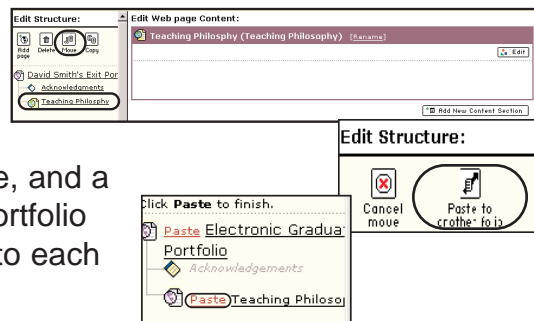 Edit Structure:
Edit Web page Content:
Teaching Philosphy (Teaching Philosophy) [Rename]
Add page
Delete
Move
Copy
Edit
David Smith's Exit Por
Acknowledgments
Teaching Philosphy
Add New Content Section
Edit Structure:
e, and a
ortfolio
to each
Cancel move
Paste to
Click Paste to finish.
Paste Electronic Gradua
Portfolio
Acknowledgements
Paste Teaching Philoso